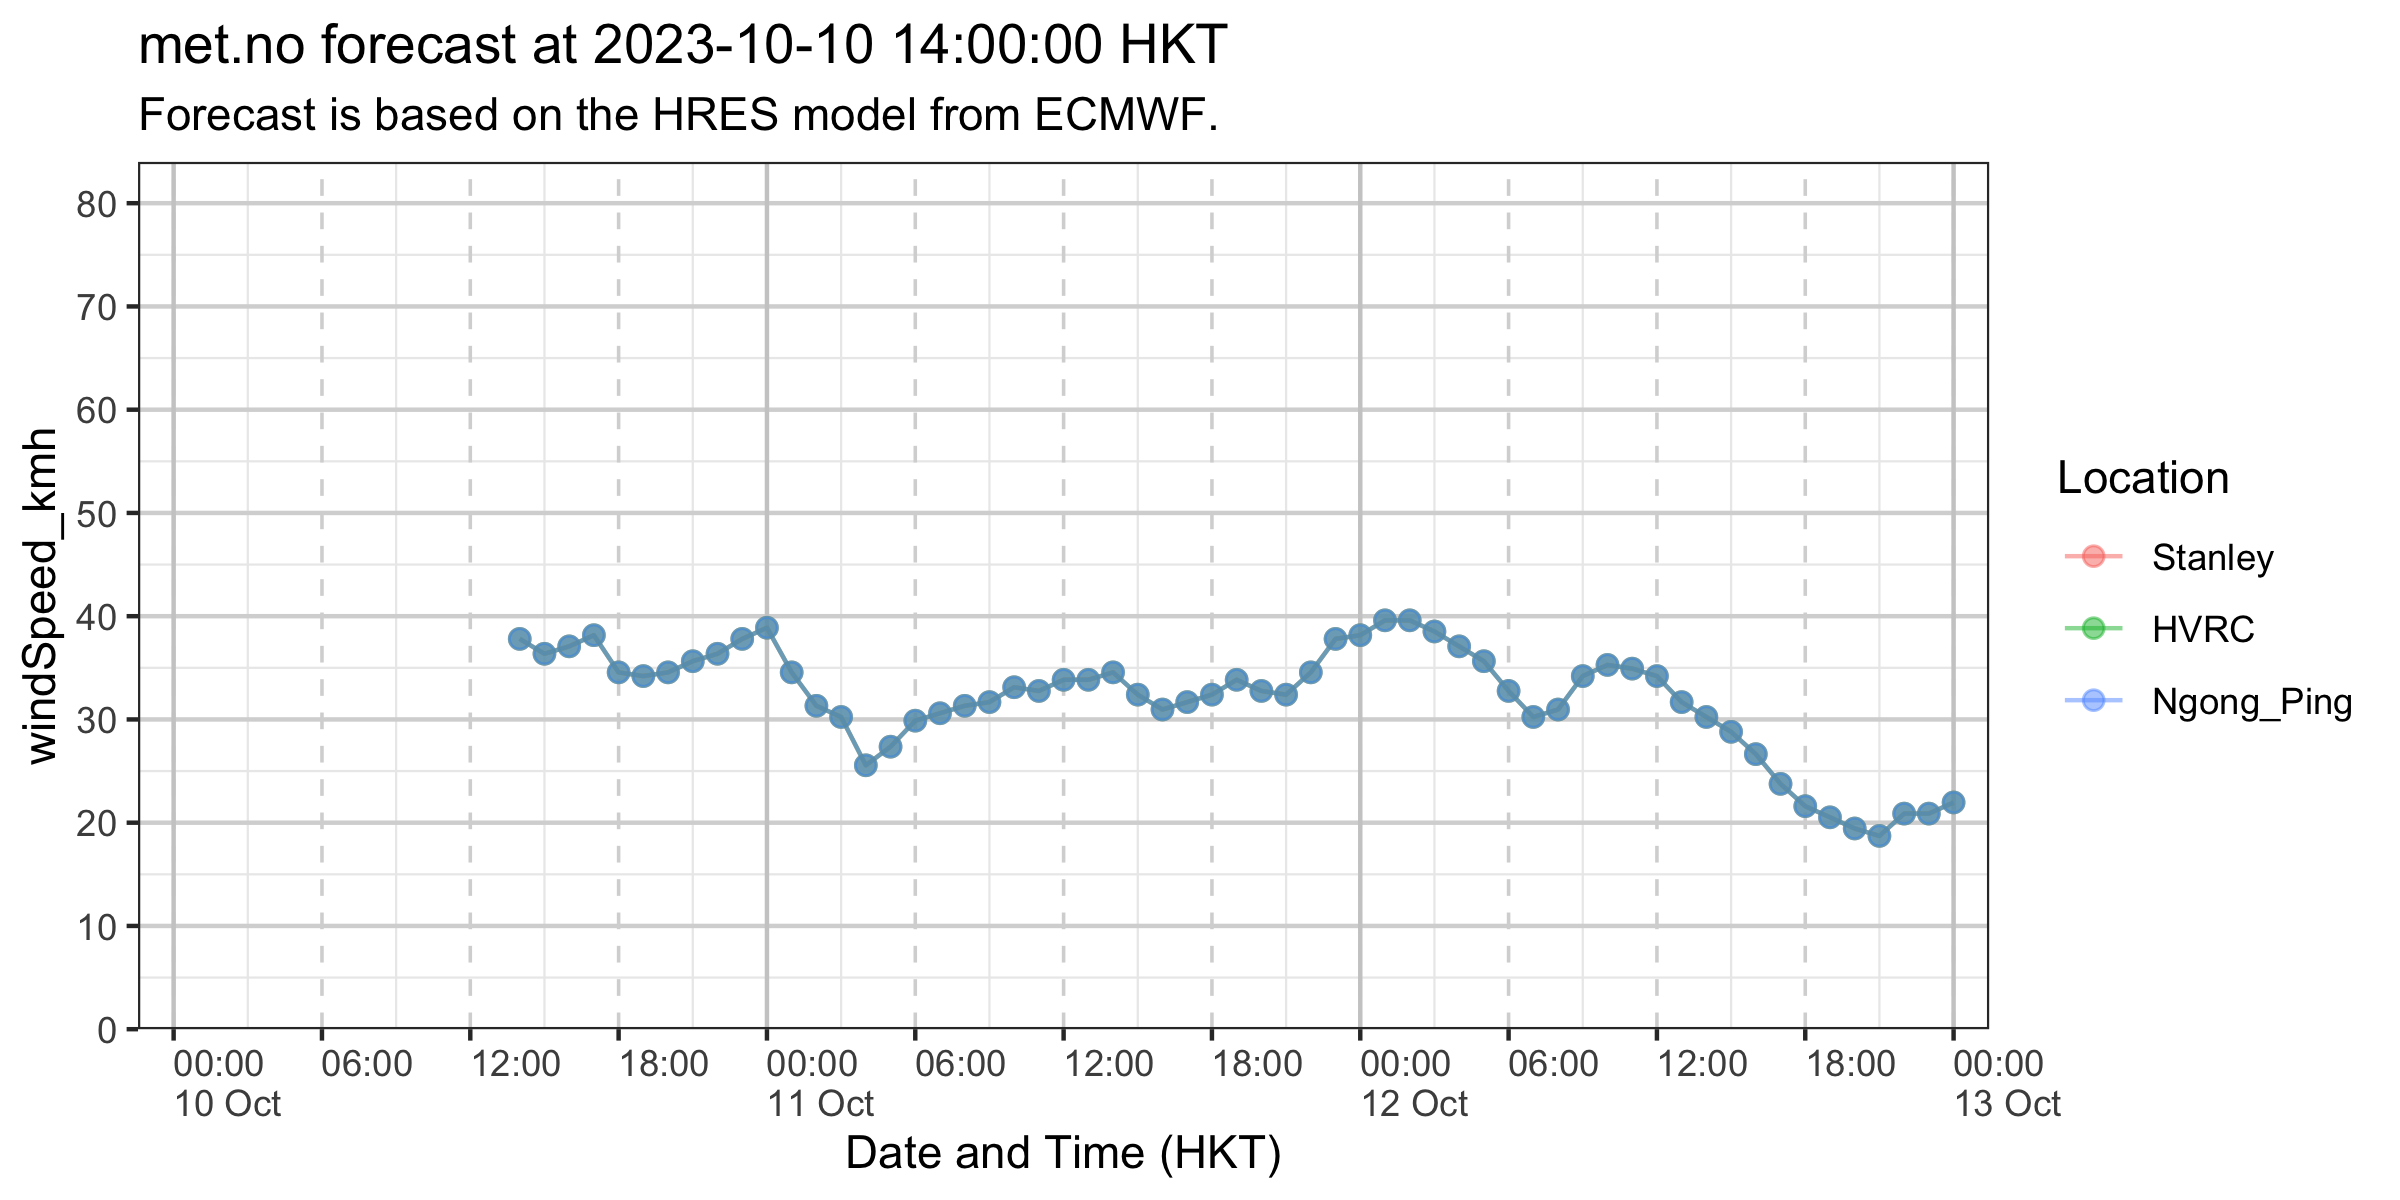 met.no forecast at 2023-10-10 14:00:00 HKT
Forecast is based on the HRES model from ECMWF.
windSpeed_kmh
80
70
60
50
40
30
20
10
0
00:00 06:00 12:00 18:00 00:00 06:00 12:00 18:00 00:00 06:00 12:00 18:00 00:00
10 Oct 11 Oct 12 Oct 13 Oct
Date and Time (HKT)
Location
Stanley
HVRC
Ngong_Ping